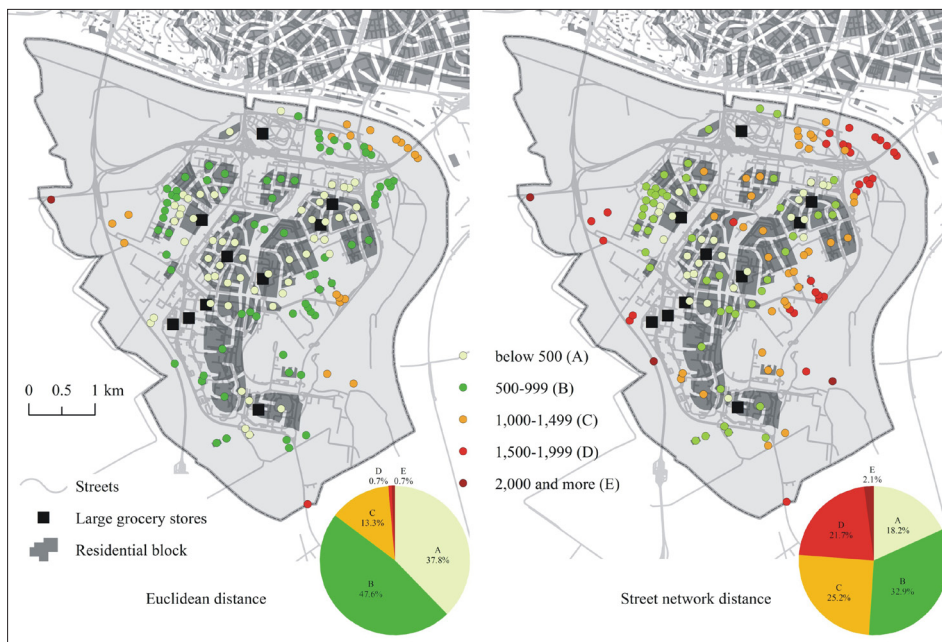 below 500 (A)
500-999 (B)
0 0.5 1 km
1,000-1,499 (C)
1,500-1,999 (D)
2,000 and more (E)
Streets
Large grocery stores
Residential block
D
0.7%
E
0.7%
C
13.3%
A
37.8%
B
47.6%
Euclidean distance
E
2.1%
D
21.7%
A
18.2%
C
25.2%
B
32.9%
Street network distance